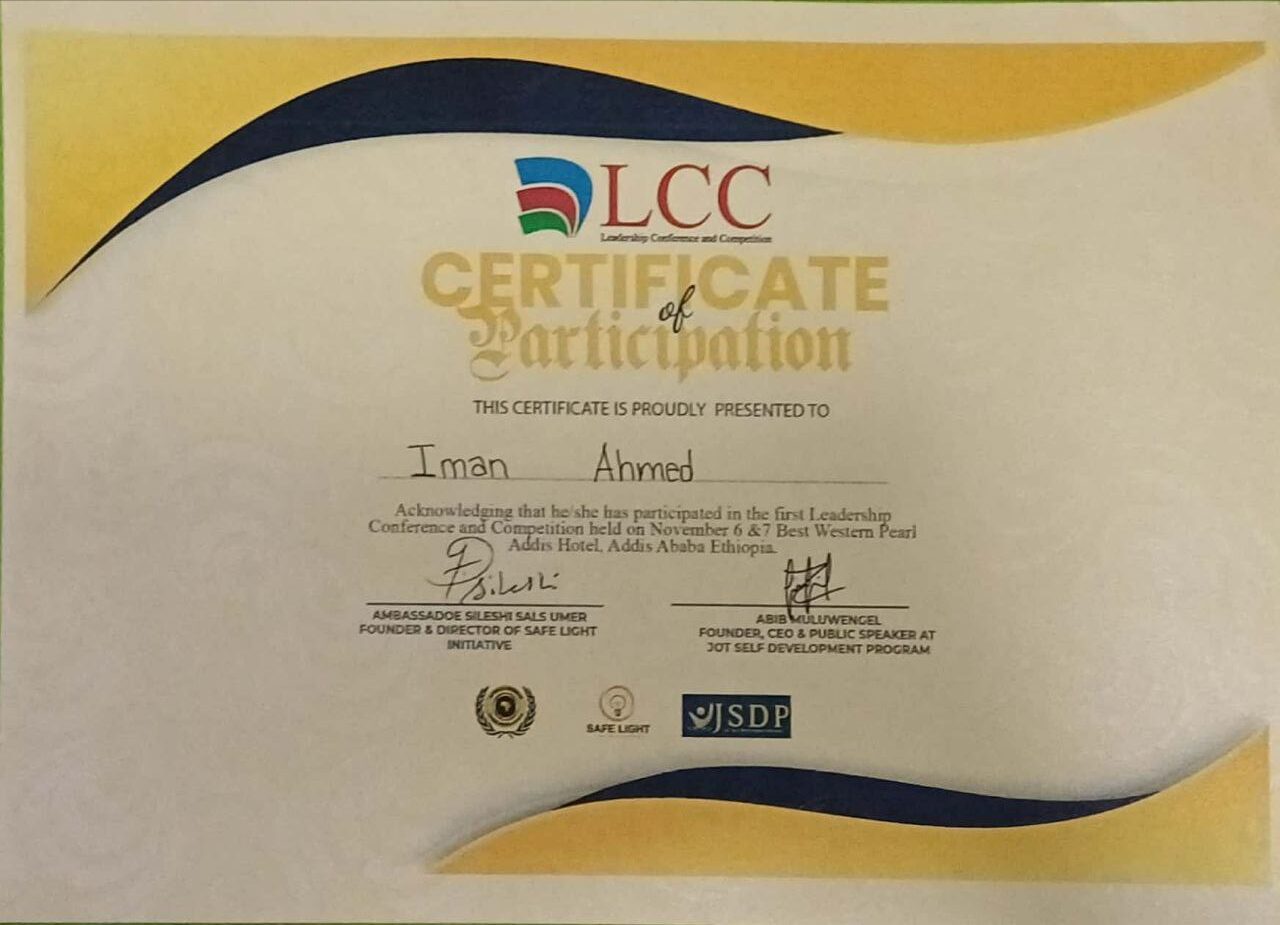 LCC
Leadership Conference and Competition
CERTIFICATE
of
Participation
THIS CERTIFICATE IS PROUDLY PRESENTED TO
Iman Ahmed
Acknowledging that he/she has participated in the first Leadership
Conference and Competition held on November 6 &7 Best Western Pearl
Addis Hotel, Addis Ababa Ethiopia.
Sileshi
AMBASSADOE SILESHI SALS UMER
FOUNDER & DIRECTOR OF SAFE LIGHT
INITIATIVE
ABIB MULUWENGEL
FOUNDER, CEO & PUBLIC SPEAKER AT
JOT SELF DEVELOPMENT PROGRAM
SAFE LIGHT
JSDP